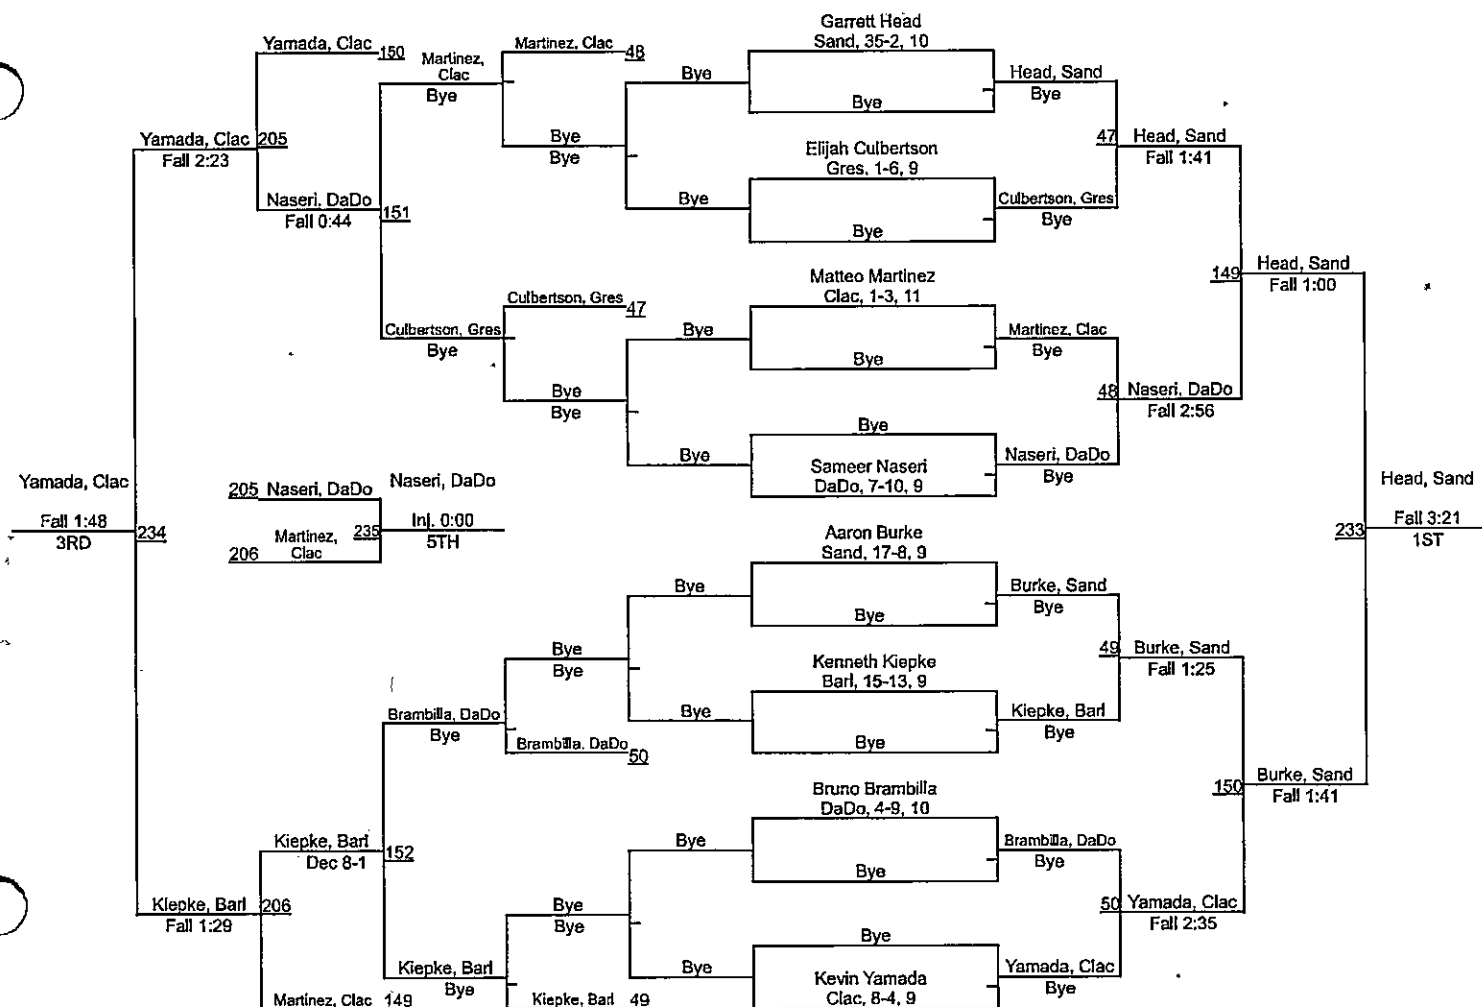 Garrett Head
Sand, 35-2, 10
Yamada, Clac 150
Martinez, Clac 48
Martinez,
Clac
Bye
Bye
Head, Sand
Bye
Bye
Yamada, Clac 205
Fall 2:23
Bye
Bye
47 Head, Sand
Fall 1:41
Elijah Culbertson
Gres, 1-6, 9
Naseri, DaDo 151
Fall 0:44
Bye
Culbertson, Gres
Bye
Bye
149 Head, Sand
Fall 1:00
Matteo Martinez
Clac, 1-3, 11
Culbertson, Gres 47
Culbertson, Gres
Bye
Bye
Martinez, Clac
Bye
Bye
Bye
Bye
48 Naseri, DaDo
Fall 2:56
Bye
Bye
Sameer Naseri
DaDo, 7-10, 9
Naseri, DaDo
Bye
Yamada, Clac
Fall 1:48
3RD
234
205 Naseri, DaDo
206 Martinez,
Clac
235
Naseri, DaDo
Inj. 0:00
5TH
Head, Sand
233 Fall 3:21
1ST
Aaron Burke
Sand, 17-8, 9
Bye
Burke, Sand
Bye
Bye
Bye
Bye
49 Burke, Sand
Fall 1:25
Kenneth Kiepke
Barl, 15-13, 9
Brambilla, DaDo
Bye
Bye
Kiepke, Barl
Bye
Bye
Brambilla, DaDo 50
150 Burke, Sand
Fall 1:41
Bruno Brambilla
DaDo, 4-9, 10
Kiepke, Barl 152
Dec 8-1
Bye
Brambilla, DaDo
Bye
Bye
Kiepke, Barl 206
Fall 1:29
Bye
Bye
50 Yamada, Clac
Fall 2:35
Bye
Kiepke, Barl
Bye
Bye
Kevin Yamada
Clac, 8-4, 9
Yamada, Clac
Bye
Martinez, Clac 149
Kiepke, Barl 49